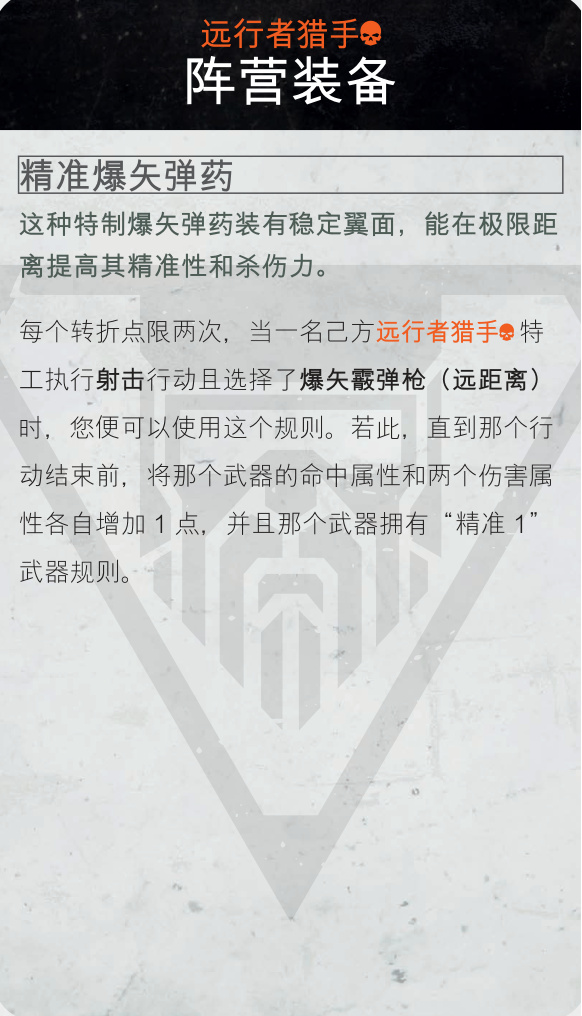 远行者猎手
阵营装备
精准爆矢弹药
这种特制爆矢弹药装有稳定翼面，能在极限距
离提高其精准性和杀伤力。
每个转折点限两次，当一名己方远行者猎手特
工执行射击行动且选择了爆矢霰弹枪（远距离）
时，您便可以使用这个规则。若此，直到那个行
动结束前，将那个武器的命中属性和两个伤害属
性各自增加 1 点，并且那个武器拥有“精准 1”
武器规则。